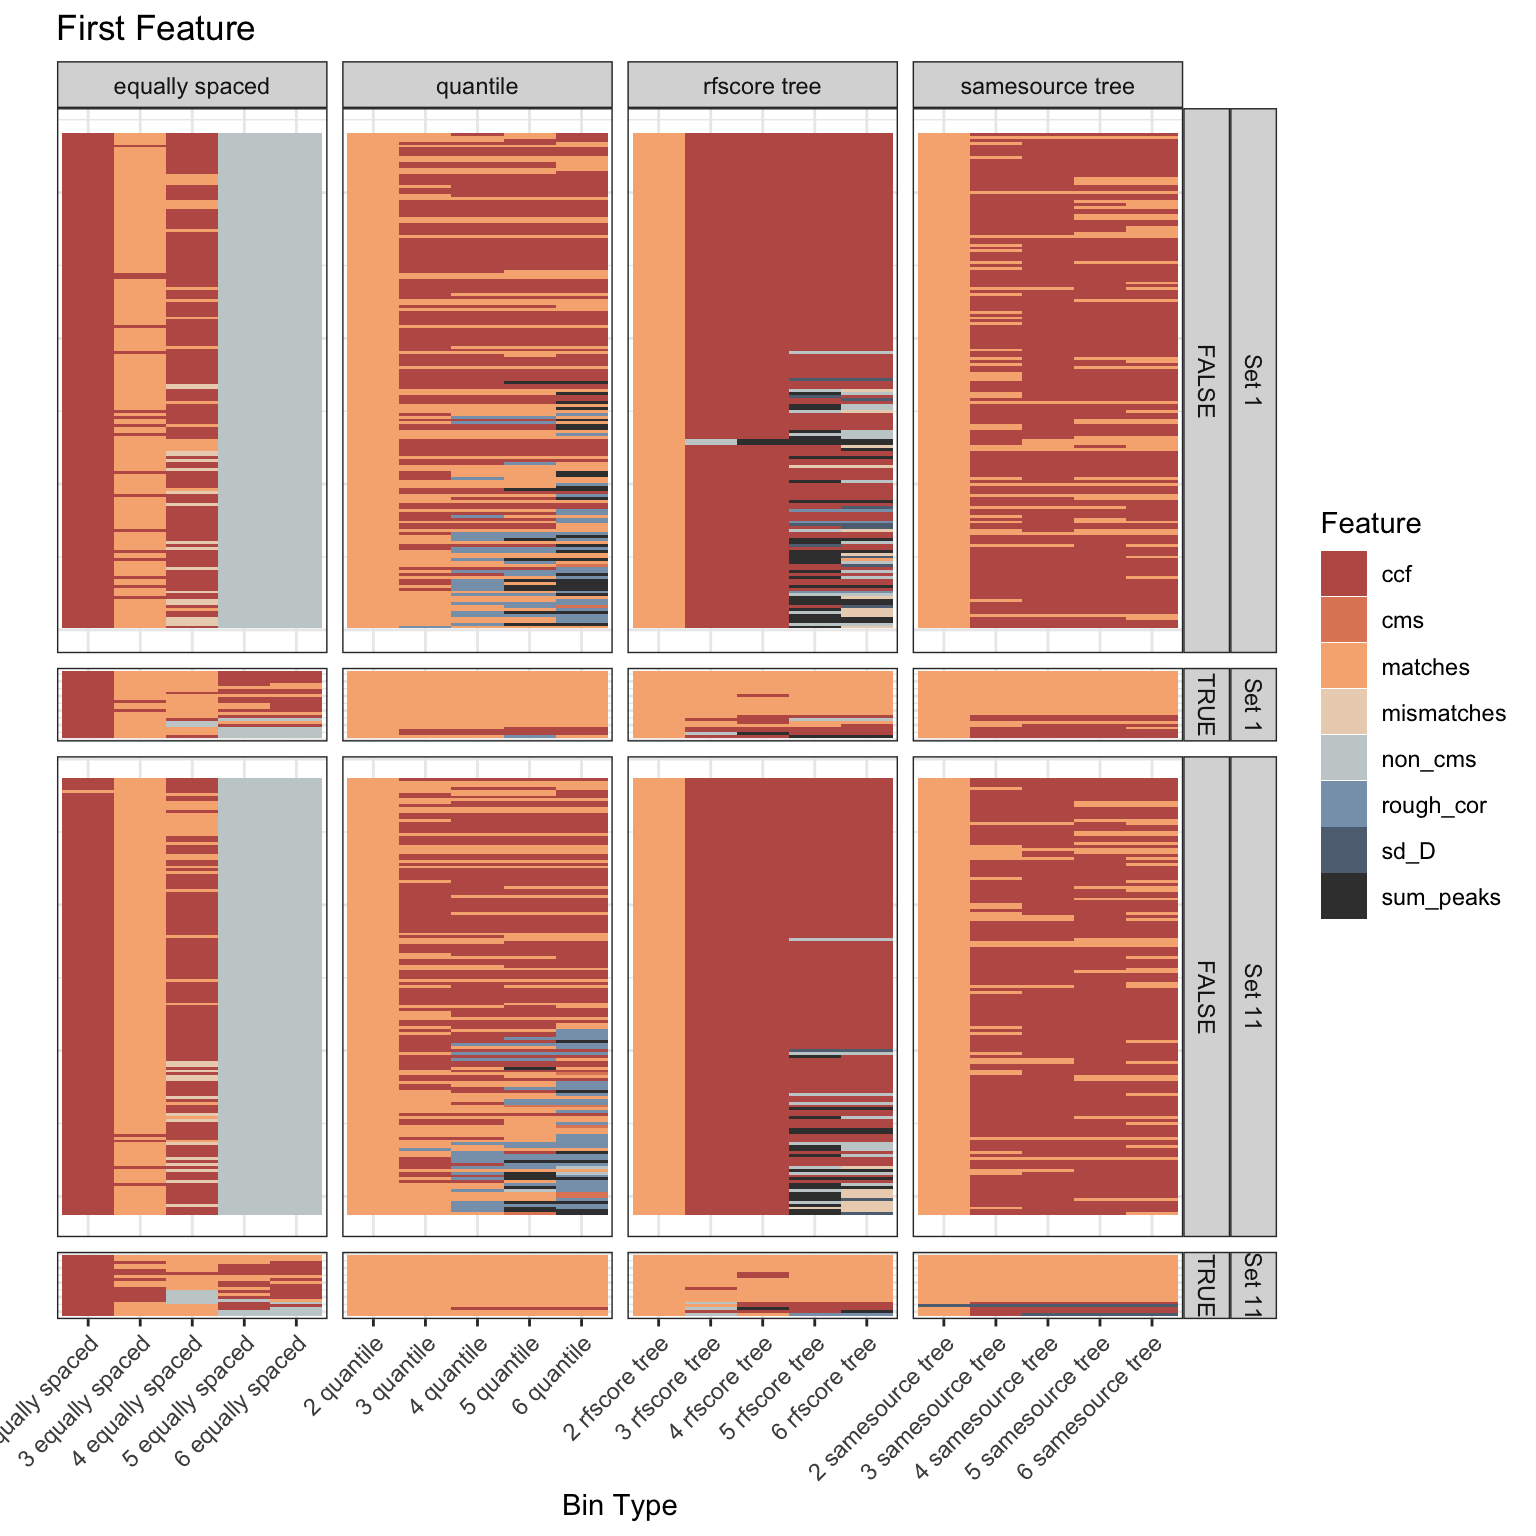 First Feature
equally spaced
quantile
rfscore tree
samesource tree
FALSE
Set 1
TRUE
Set 1
FALSE
Set 11
TRUE
Set 11
Feature
ccf
cms
matches
mismatches
non_cms
rough_cor
sd_D
sum_peaks
spaced
3 equally spaced
4 equally spaced
5 equally spaced
6 equally spaced
2 quantile
3 quantile
4 quantile
5 quantile
6 quantile
2 rfscore tree
3 rfscore tree
4 rfscore tree
5 rfscore tree
6 rfscore tree
2 samesource tree
3 samesource tree
4 samesource tree
5 samesource tree
6 samesource tree
Bin Type